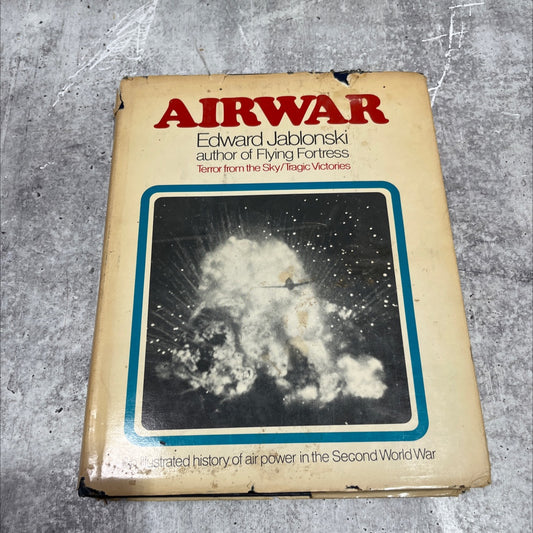 AIRWAR
Edward Jablonski
author of Flying Fortress
Terror from the Sky/Tragic Victories
illustrated history of air power in the Second World War